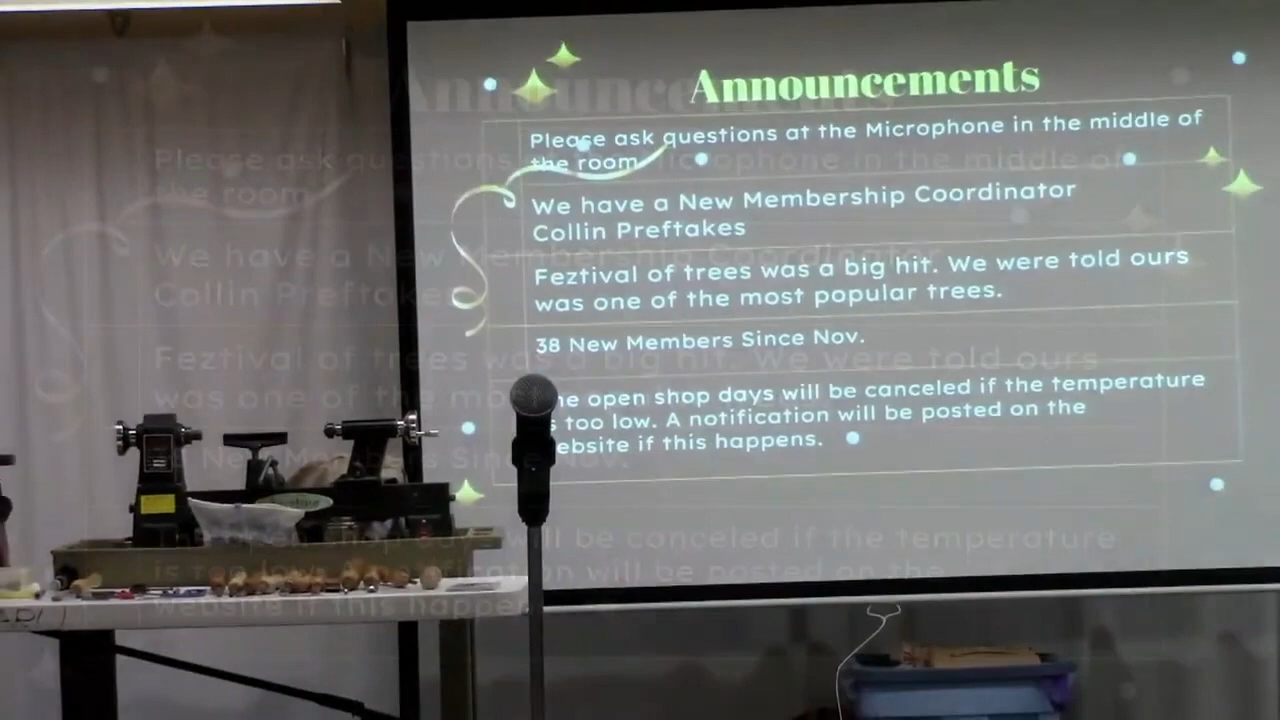 Announcements
Please ask questions at the Microphone in the middle of
the room
We have a New Membership Coordinator
Collin Preftakes
Feztival of trees was a big hit. We were told ours
was one of the most popular trees.
38 New Members Since Nov.
The open shop days will be canceled if the temperature
is too low. A notification will be posted on the
website if this happens.